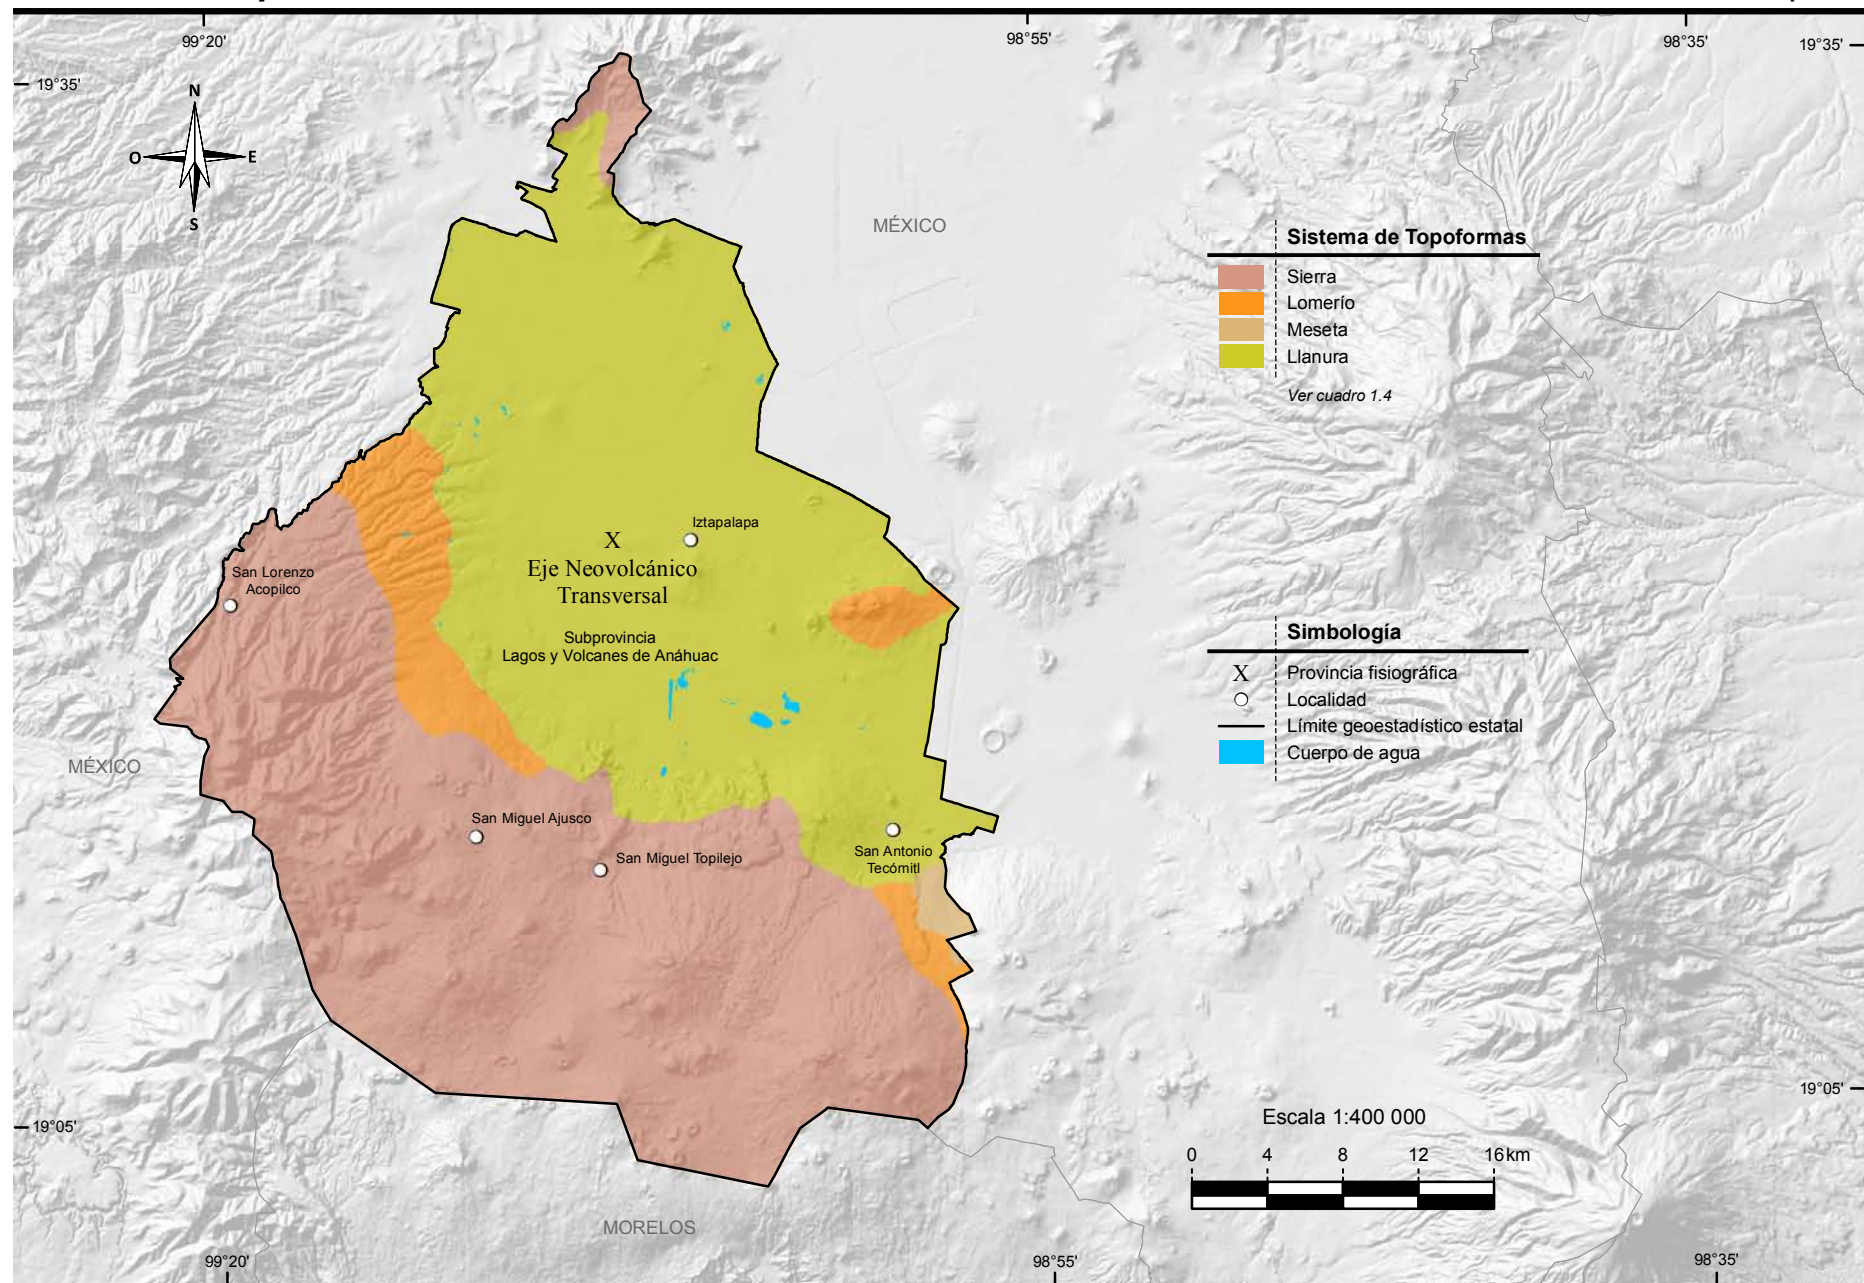 99°20'
98°55'
98°35'
19°35'
19°35'
N
O
E
S
MÉXICO
Sistema de Topoformas
Sierra
Lomerío
Meseta
Llanura
Ver cuadro 1.4
Iztapalapa
X
Eje Neovolcánico
Transversal
San Lorenzo
Acopilco
Subprovincia
Lagos y Volcanes de Anáhuac
Simbología
X
Provincia fisiográfica
Localidad
Límite geoestadístico estatal
Cuerpo de agua
MÉXICO
San Miguel Ajusco
San Miguel Topilejo
San Antonio
Tecómitl
19°05'
19°05'
Escala 1:400 000
0 4 8 12 16 km
MORELOS
99°20'
98°55'
98°35'